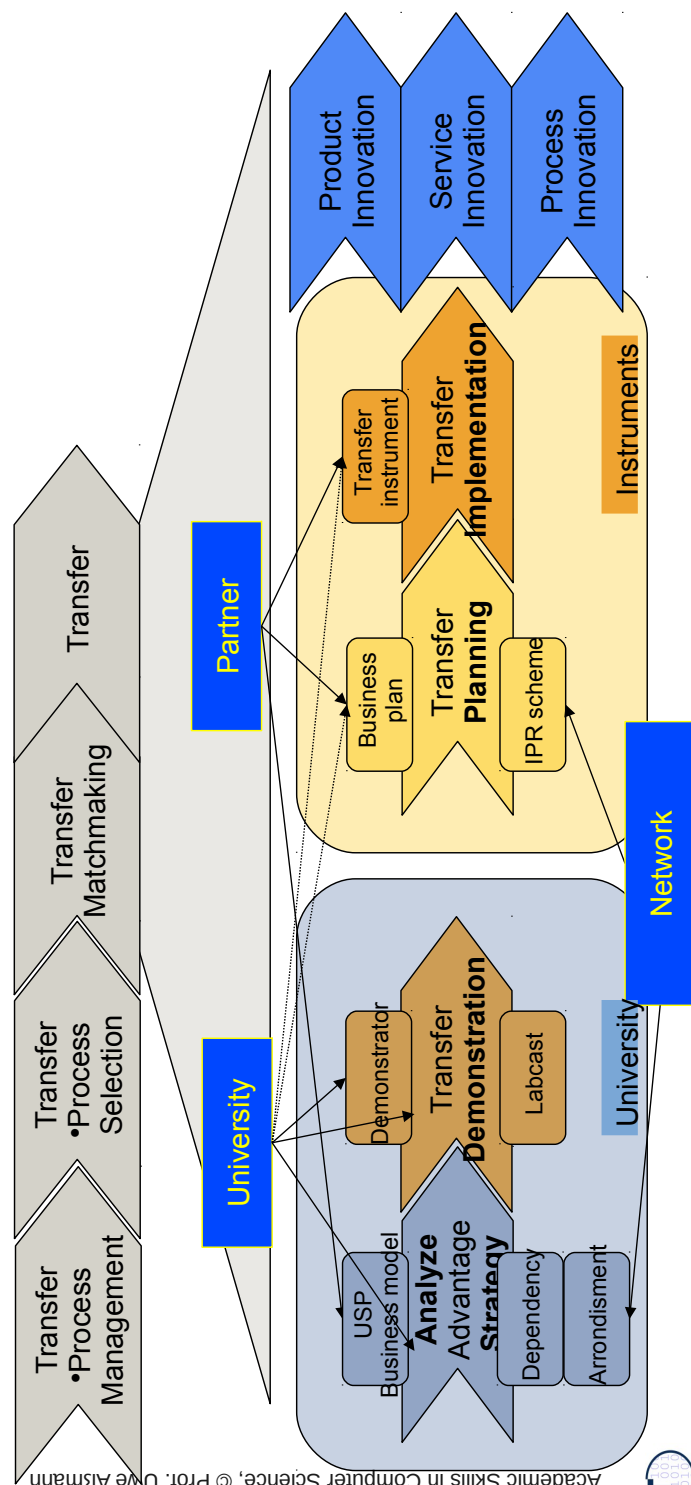 Transfer
•Process
Management
Transfer
•Process
Selection
Transfer
Matchmaking
Transfer
University
Partner
USP
Business model
Analyze
Advantage
Strategy
Dependency
Arrondisment
Demonstrator
Transfer
Demonstration
Labcast
University
Business
plan
Transfer
Planning
IPR scheme
Transfer
instrument
Transfer
Implementation
Instruments
Product
Innovation
Service
Innovation
Process
Innovation
Network
Academic Skills in Computer Science, © Prof. Uwe Aßmann